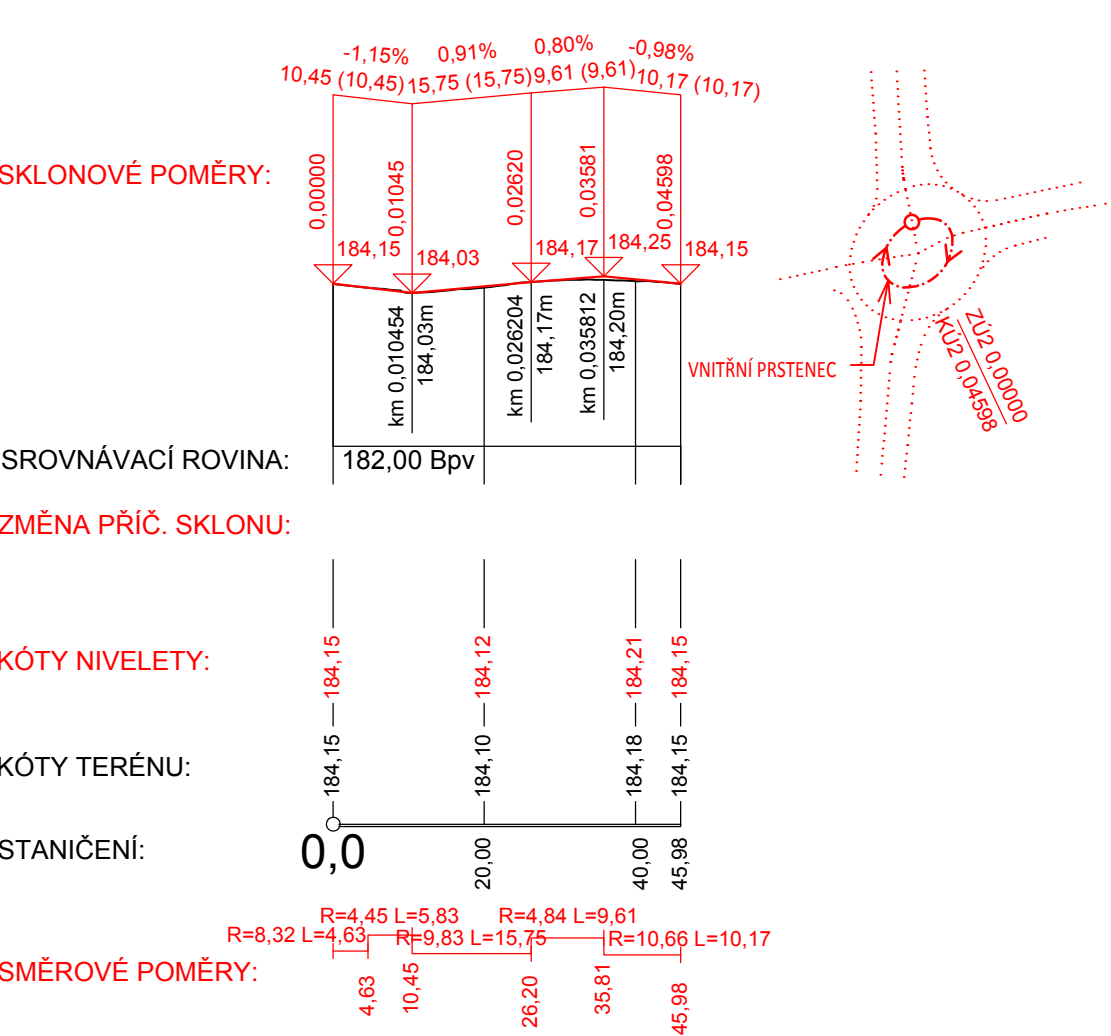 -1,15% 0,91% 0,80% -0,98%
10,45 (10,45) 15,75 (15,75) 9,61 (9,61) 10,17 (10,17)
SKLONOVÉ POMĚRY:
0,00000 0,01045 0,02620 0,03581 0,04598
184,15 184,03 184,17 184,25 184,15
km 0,010454 184,03m
km 0,026204 184,17m
km 0,035812 184,20m
VNITŘNÍ PRSTENEC
ZÚ2 0,00000
KÚ2 0,04598
SROVNÁVACÍ ROVINA: 182,00 Bpv
ZMĚNA PŘÍČ. SKLONU:
KÓTY NIVELETY: 184,15 184,12 184,21 184,15
KÓTY TERÉNU: 184,15 184,10 184,18 184,15
STANIČENÍ: 0,0 20,00 40,00 45,98
R=4,45 L=5,83 R=4,84 L=9,61
R=8,32 L=4,63 R=9,83 L=15,75 R=10,66 L=10,17
SMĚROVÉ POMĚRY: 4,63 10,45 26,20 35,81 45,98